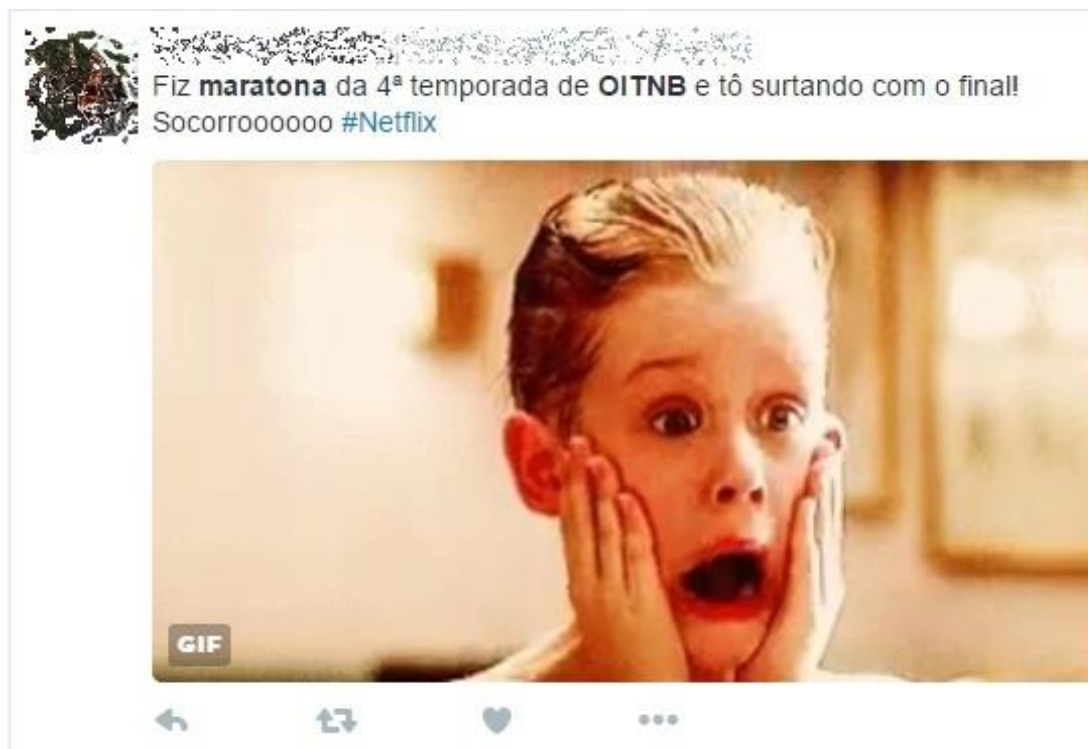 Fiz maratona da 4ª temporada de OITNB e tô surtando com o final!
Socorroooooo #Netflix
GIF